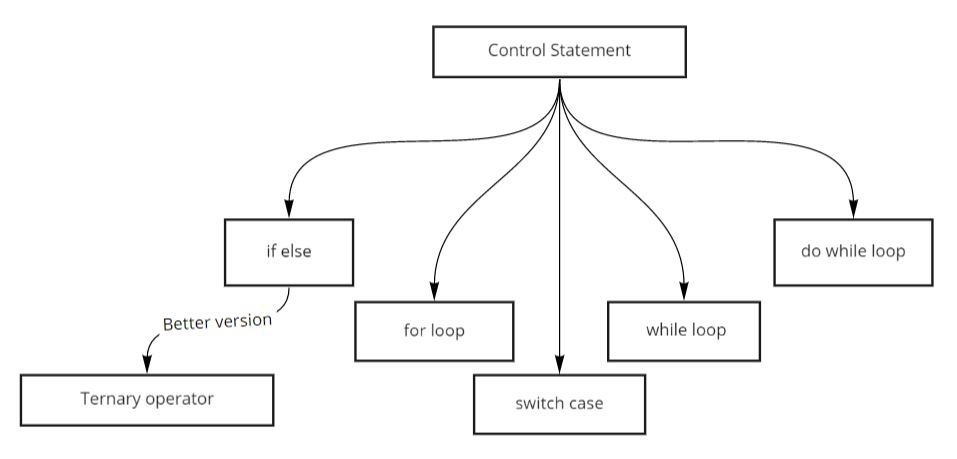 Control Statement
if else
do while loop
Better version
for loop
while loop
Ternary operator
switch case